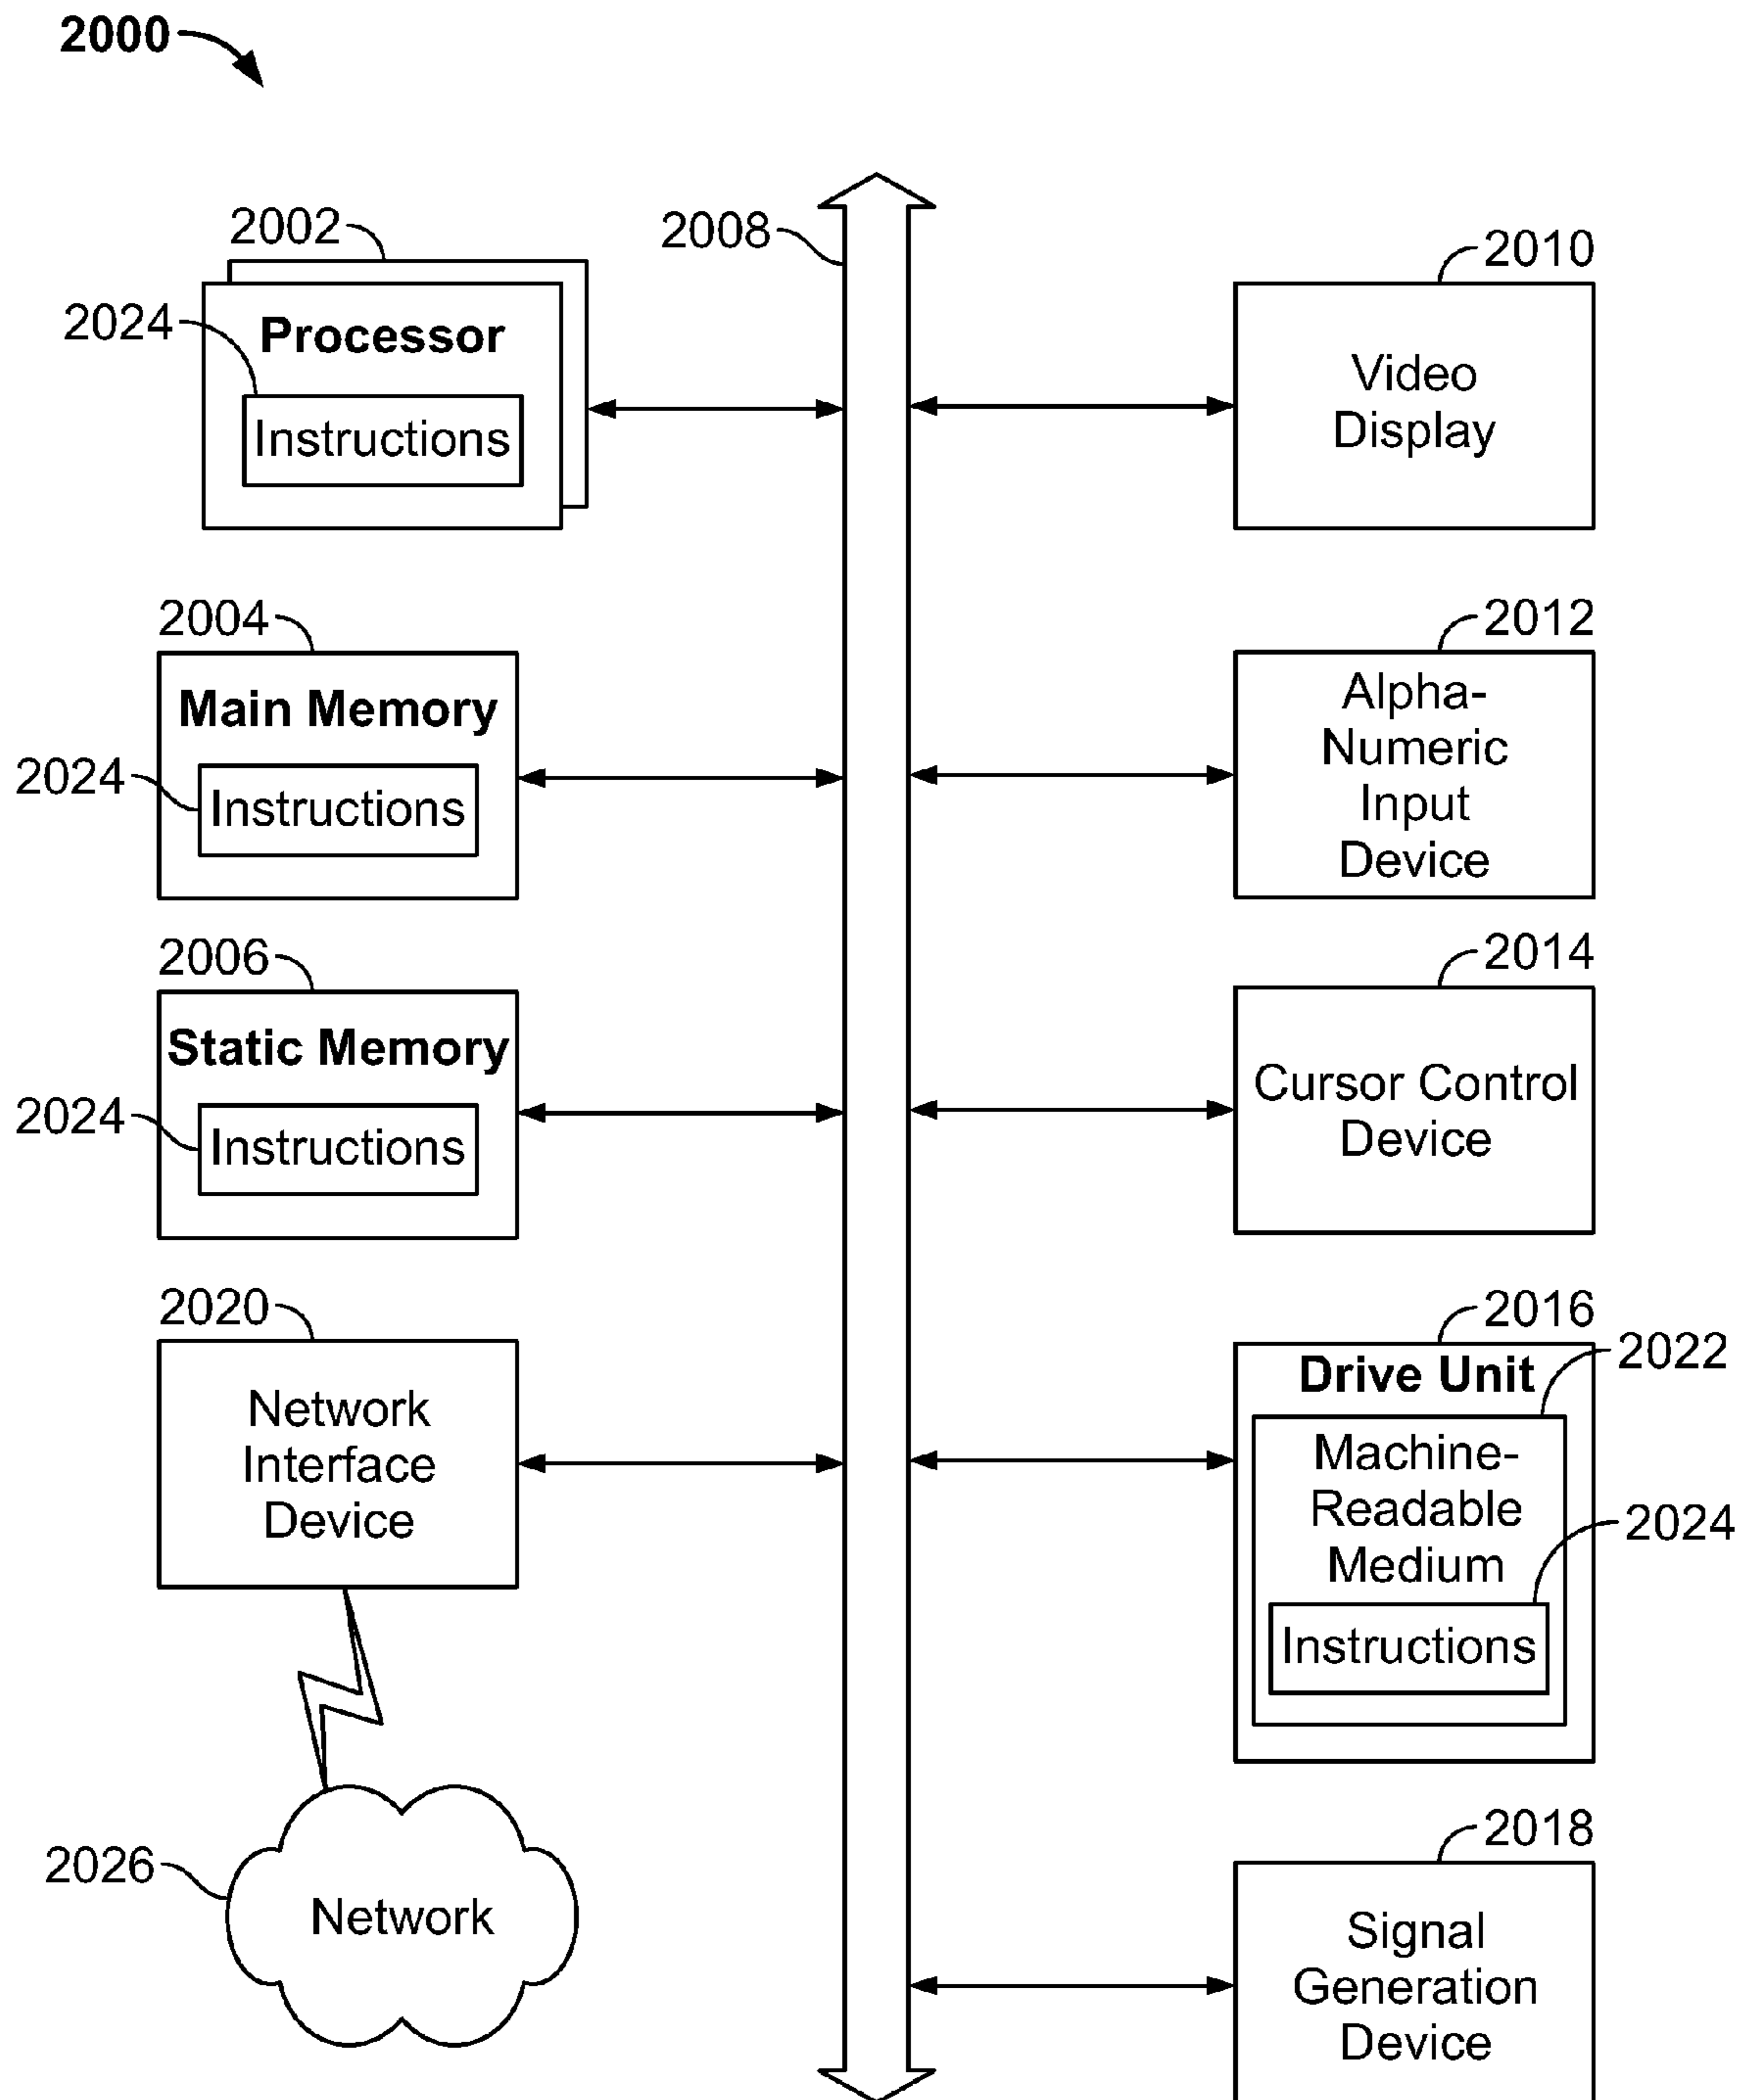 2000
2002
2008
2010
2024
Processor
Instructions
Video
Display
2004
2012
Main Memory
2024
Instructions
Alpha-
Numeric
Input
Device
2006
2014
Static Memory
2024
Instructions
Cursor Control
Device
2020
2016
2022
Network
Interface
Device
Drive Unit
Machine-
Readable
Medium
2024
Instructions
2026
Network
2018
Signal
Generation
Device